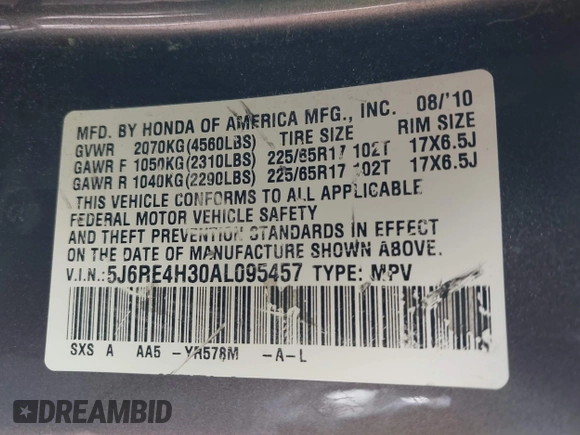 MFD. BY HONDA OF AMERICA MFG., INC. 08/'10
GVWR 2070KG(4560LBS) TIRE SIZE RIM SIZE
GAWR F 1050KG(2310LBS) 225/65R17 102T 17X6.5J
GAWR R 1040KG(2290LBS) 225/65R17 102T 17X6.5J
THIS VEHICLE CONFORMS TO ALL APPLICABLE
FEDERAL MOTOR VEHICLE SAFETY
AND THEFT PREVENTION STANDARDS IN EFFECT
ON THE DATE OF MANUFACTURE SHOWN ABOVE.
V.I.N.: 5J6RE4H30AL095457 TYPE: MPV
SXS A AA5 -YR578M -A-L
DREAMBID